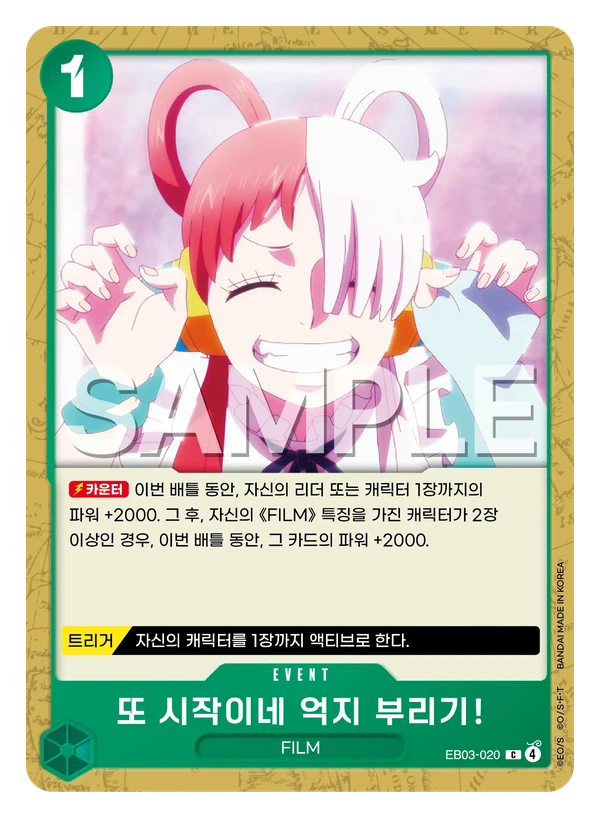 1
SAMPLE
카운터 이번 배틀 동안, 자신의 리더 또는 캐릭터 1장까지의
파워 +2000. 그 후, 자신의 《FILM》 특징을 가진 캐릭터가 2장
이상인 경우, 이번 배틀 동안, 그 카드의 파워 +2000.
트리거 자신의 캐릭터를 1장까지 액티브로 한다.
EVENT
또 시작이네 억지 부리기!
FILM
EB03-020 C 4
©EO/S ©O/S·F·T BANDAI MADE IN KOREA